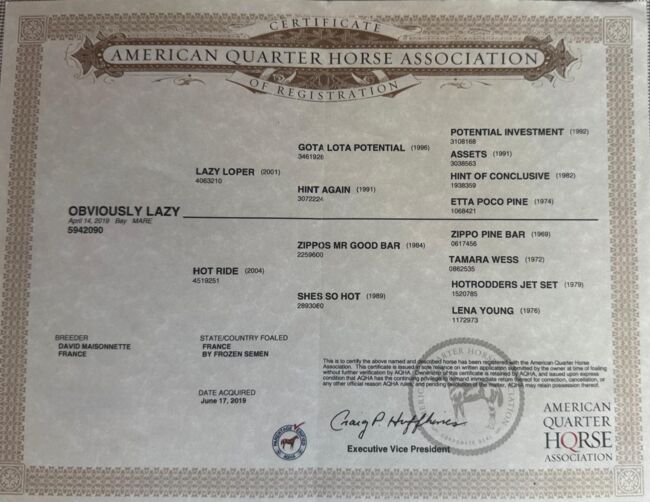 CERTIFICATE
AMERICAN QUARTER HORSE ASSOCIATION
OF REGISTRATION
POTENTIAL INVESTMENT (1992)
3108168
GOTA LOTA POTENTIAL (1996)
3461926
ASSETS (1991)
3038563
LAZY LOPER (2001)
4063210
HINT OF CONCLUSIVE (1982)
1938359
HINT AGAIN (1991)
3072224
ETTA POCO PINE (1974)
1068421
OBVIOUSLY LAZY
April 14, 2019 Bay MARE
5942090
ZIPPO PINE BAR (1969)
0617456
ZIPPOS MR GOOD BAR (1984)
2259600
TAMARA WESS (1972)
0862535
HOT RIDE (2004)
4519251
HOTRODDERS JET SET (1979)
1520785
SHES SO HOT (1989)
2893060
LENA YOUNG (1976)
1172973
BREEDER
DAVID MAISONNETTE
FRANCE
STATE/COUNTRY FOALED
FRANCE
BY FROZEN SEMEN
DATE ACQUIRED
June 17, 2019
This is to certify the above named and described horse has been registered with the American Quarter Horse
Association. This certificate is issued in sole reliance on written application submitted by the owner at time of foaling
without further verification by AQHA. Ownership of this certificate is retained by AQHA, and issued upon express
condition that AQHA has the continuing privilege to demand immediate return thereof for correction, cancellation, or
any other official reason AQHA rules, and pending resolution of the matter, AQHA may retain possession thereof.
Craig P. Huffhines
Executive Vice President
PARENTAGE VERIFIED
AQHA
CORPORATE SEAL
AMERICAN
QUARTER
HORSE
ASSOCIATION